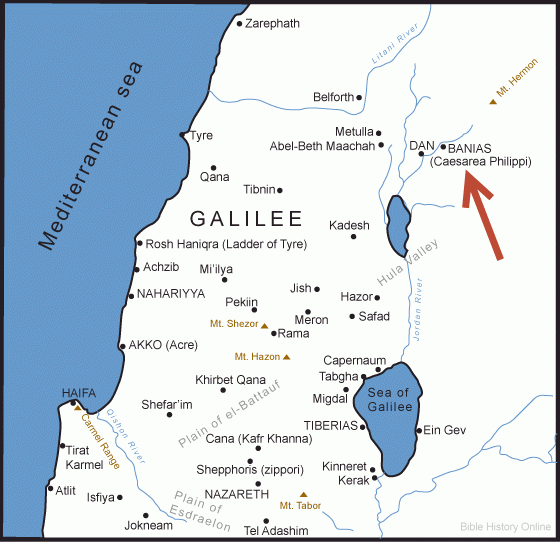 Zarephath
Litani River
Mt. Hermon
Mediterranean sea
Belforth
Tyre
Metulla
Abel-Beth Maachah
DAN
BANIAS
(Caesarea Philippi)
Qana
Tibnin
GALILEE
Kadesh
Rosh Haniqra (Ladder of Tyre)
Hula Valley
Achzib
Mi'ilya
Jish
Hazor
Jordan River
NAHARIYYA
Pekiin
Meron
Safad
Mt. Shezor
Rama
AKKO (Acre)
Mt. Hazon
Capernaum
Tabgha
Khirbet Qana
Migdal
Sea of
Galilee
HAIFA
Plain of el-Battauf
Shefar'im
Qishon River
Carmel Range
TIBERIAS
Ein Gev
Cana (Kafr Khanna)
Tirat
Karmel
Shepphoris (zippori)
Kinneret
Kerak
NAZARETH
Atlit
Isfiya
Plain of
Esdraelon
Mt. Tabor
Jokneam
Tel Adashim
Bible History Online